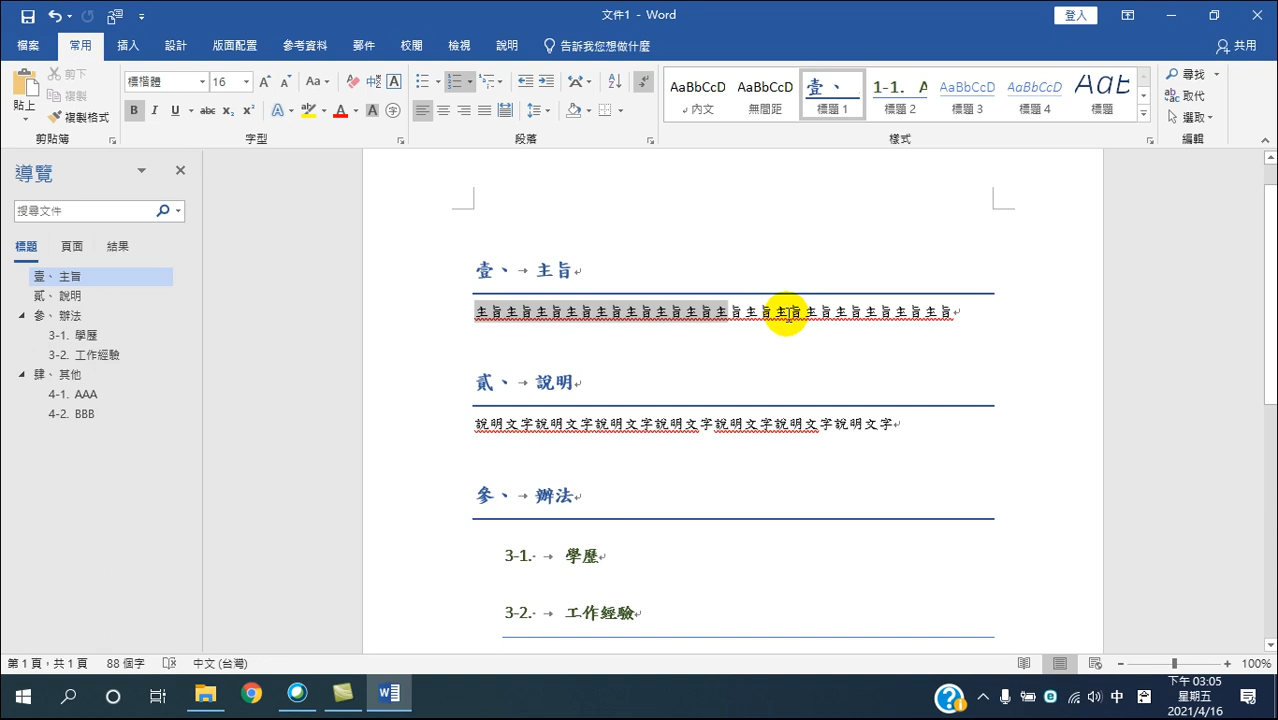 文件1 - Word
登入
檔案 常用 插入 設計 版面配置 參考資料 郵件 校閱 檢視 說明 告訴我您想做什麼 共用
貼上
剪下
複製
複製格式
剪貼簿
標楷體 16
Aa
B I U abc x₂ x²
字型
段落
AaBbCcD
內文
AaBbCcD
無間距
壹、
標題 1
1-1. A
標題 2
AaBbCcD
標題 3
AaBbCcD
標題 4
AaB
標題
樣式
尋找
取代
選取
編輯
導覽
搜尋文件
標題 頁面 結果
壹、 主旨
貳、 說明
參、 辦法
3-1. 學歷
3-2. 工作經驗
肆、 其他
4-1. AAA
4-2. BBB
壹、→主旨
主旨主旨主旨主旨主旨主旨主旨主旨主旨主旨主旨主旨主旨主旨主旨主旨
貳、→說明
說明文字說明文字說明文字說明文字說明文字說明文字說明文字
參、→辦法
3-1. → 學歷
3-2. → 工作經驗
第 1 頁，共 1 頁 88 個字 中文 (台灣) 100%
中
下午 03:05
星期五
2021/4/16